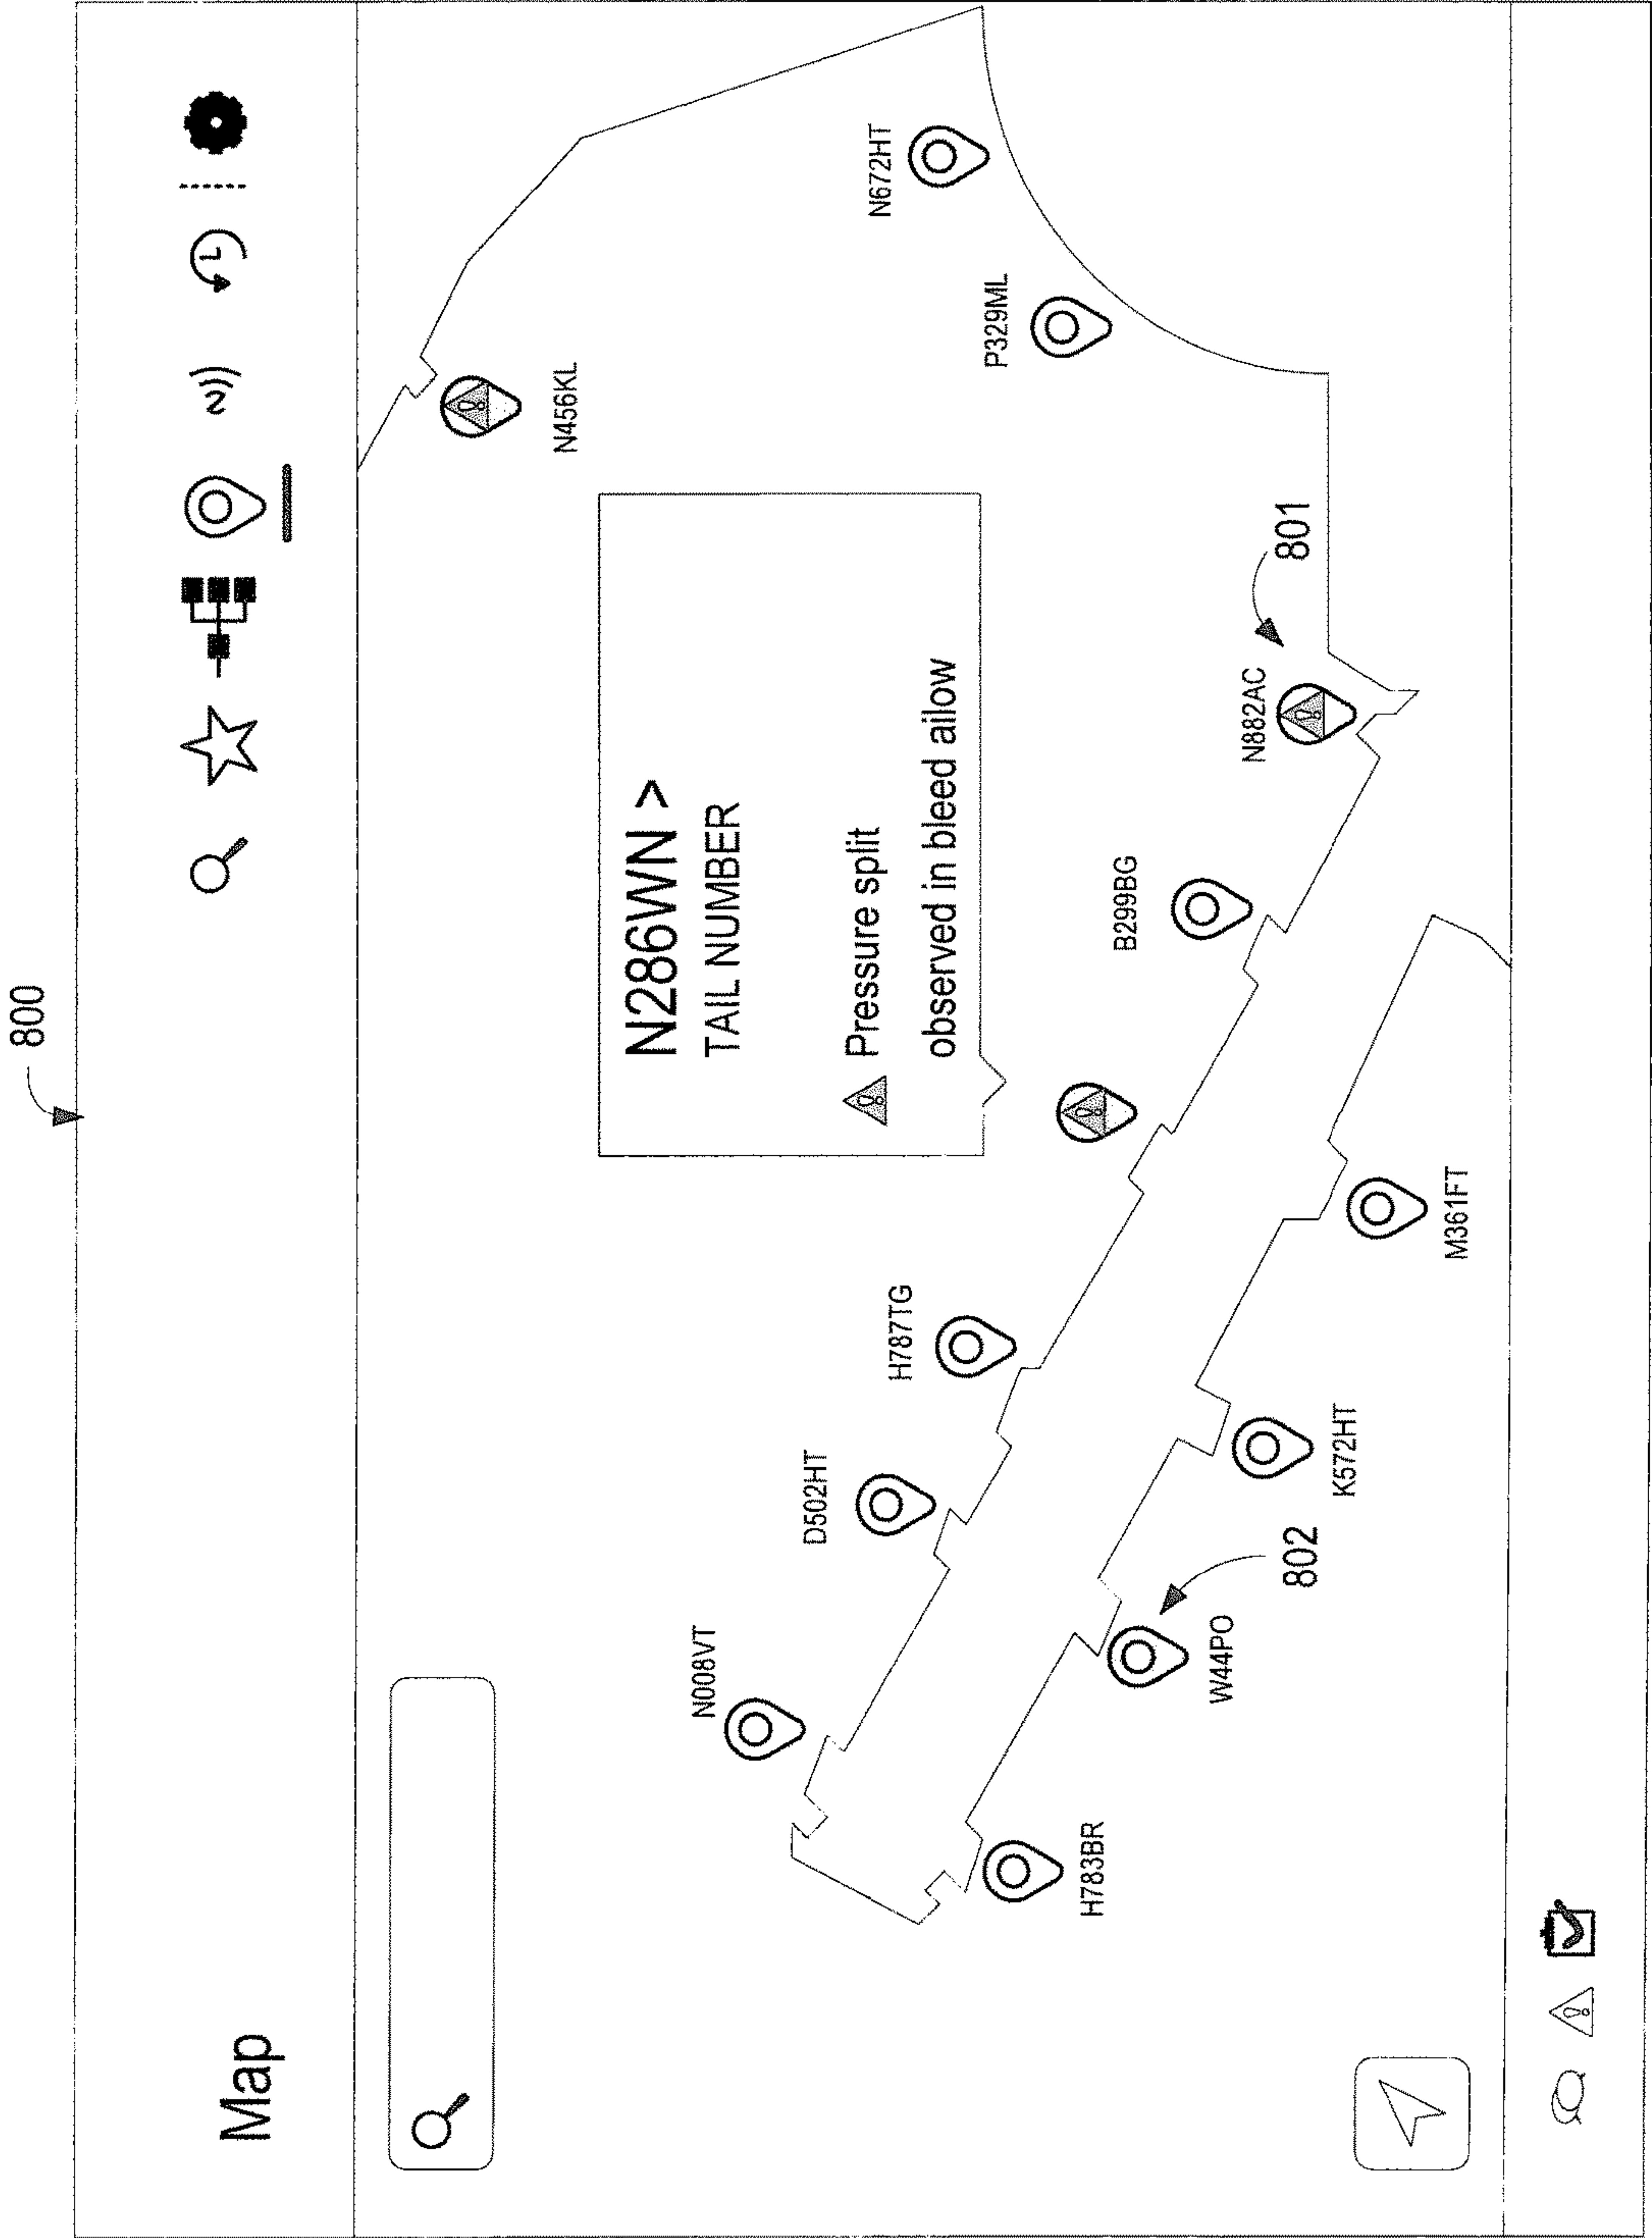 800
Map
N286WN >
TAIL NUMBER
Pressure split
observed in bleed ailow
N456KL
N672HT
P329ML
N882AC
801
B299BG
H787TG
D502HT
N008VT
M361FT
K572HT
802
W44PO
H783BR